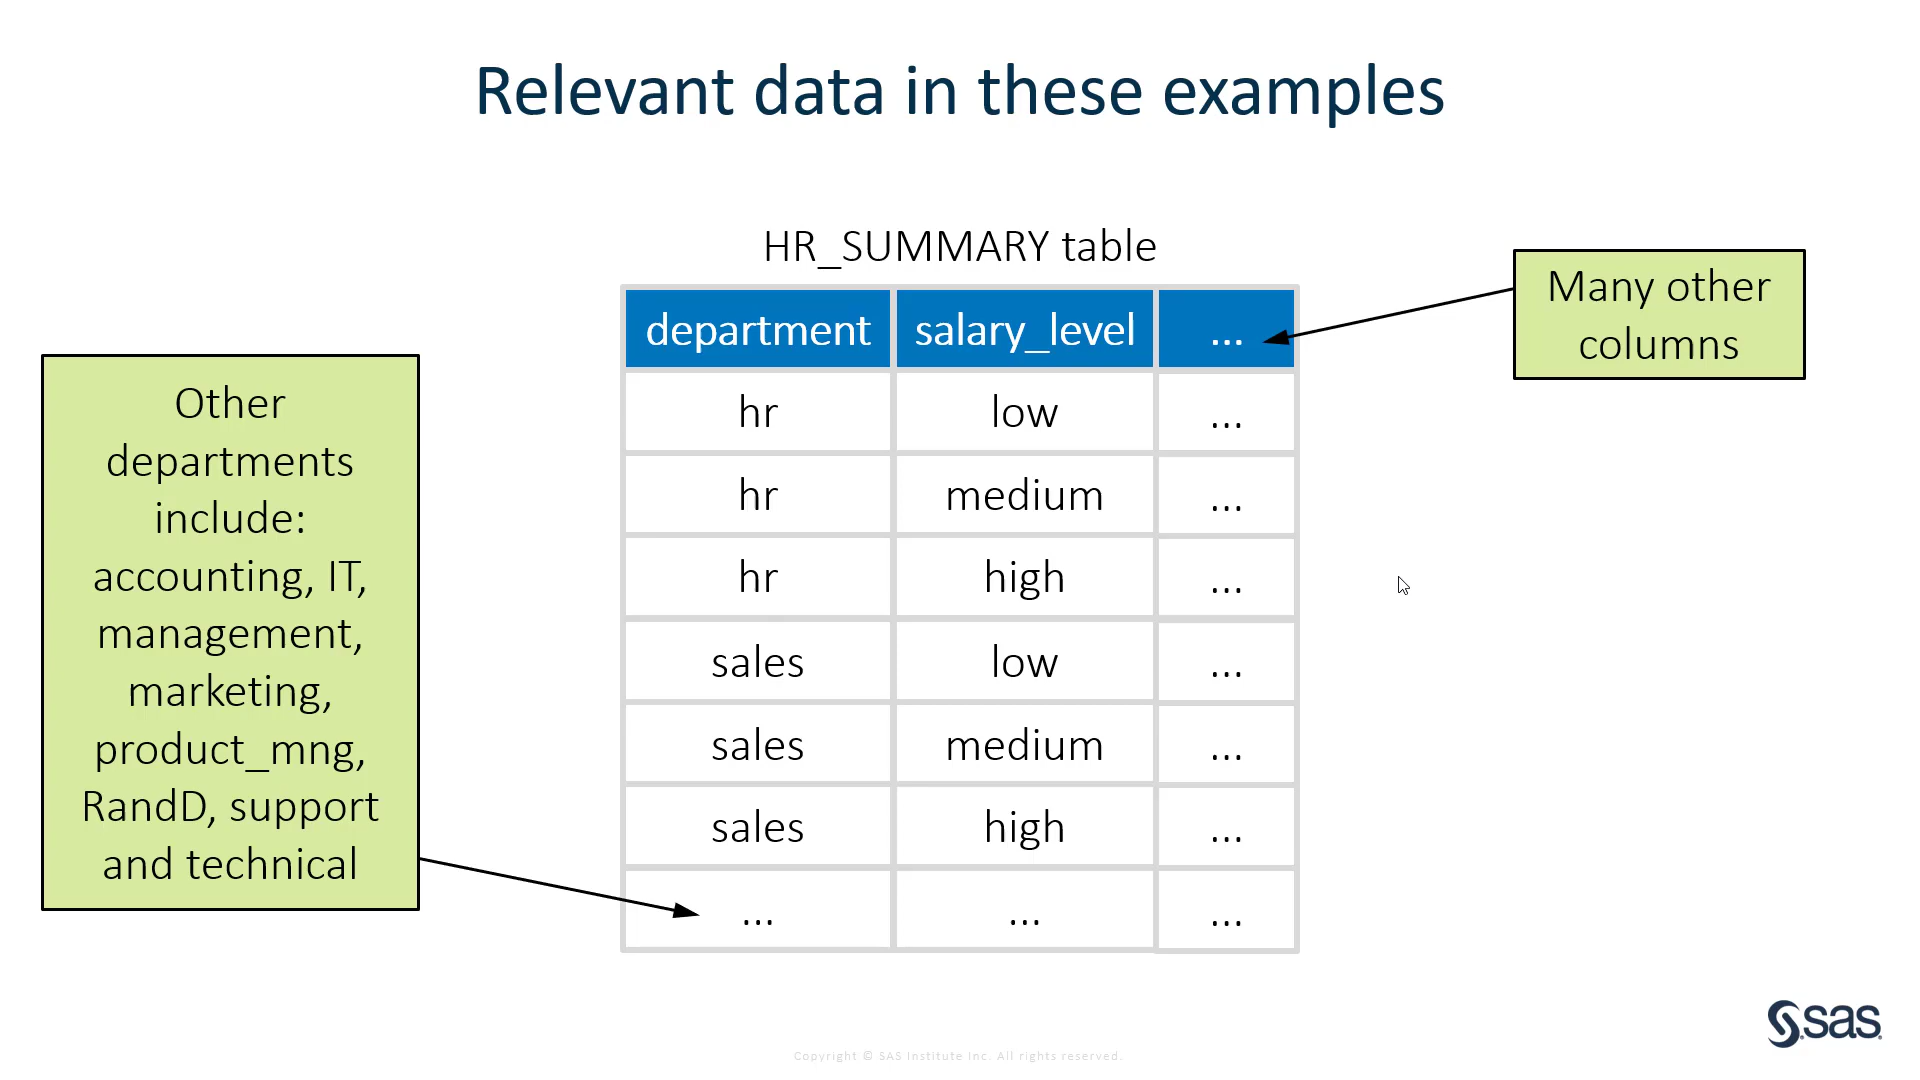 Relevant data in these examples
HR_SUMMARY table
department salary_level ...
hr low ...
hr medium ...
hr high ...
sales low ...
sales medium ...
sales high ...
... ... ...
Other
departments
include:
accounting, IT,
management,
marketing,
product_mng,
RandD, support
and technical
Many other
columns
sas
Copyright © SAS Institute Inc. All rights reserved.